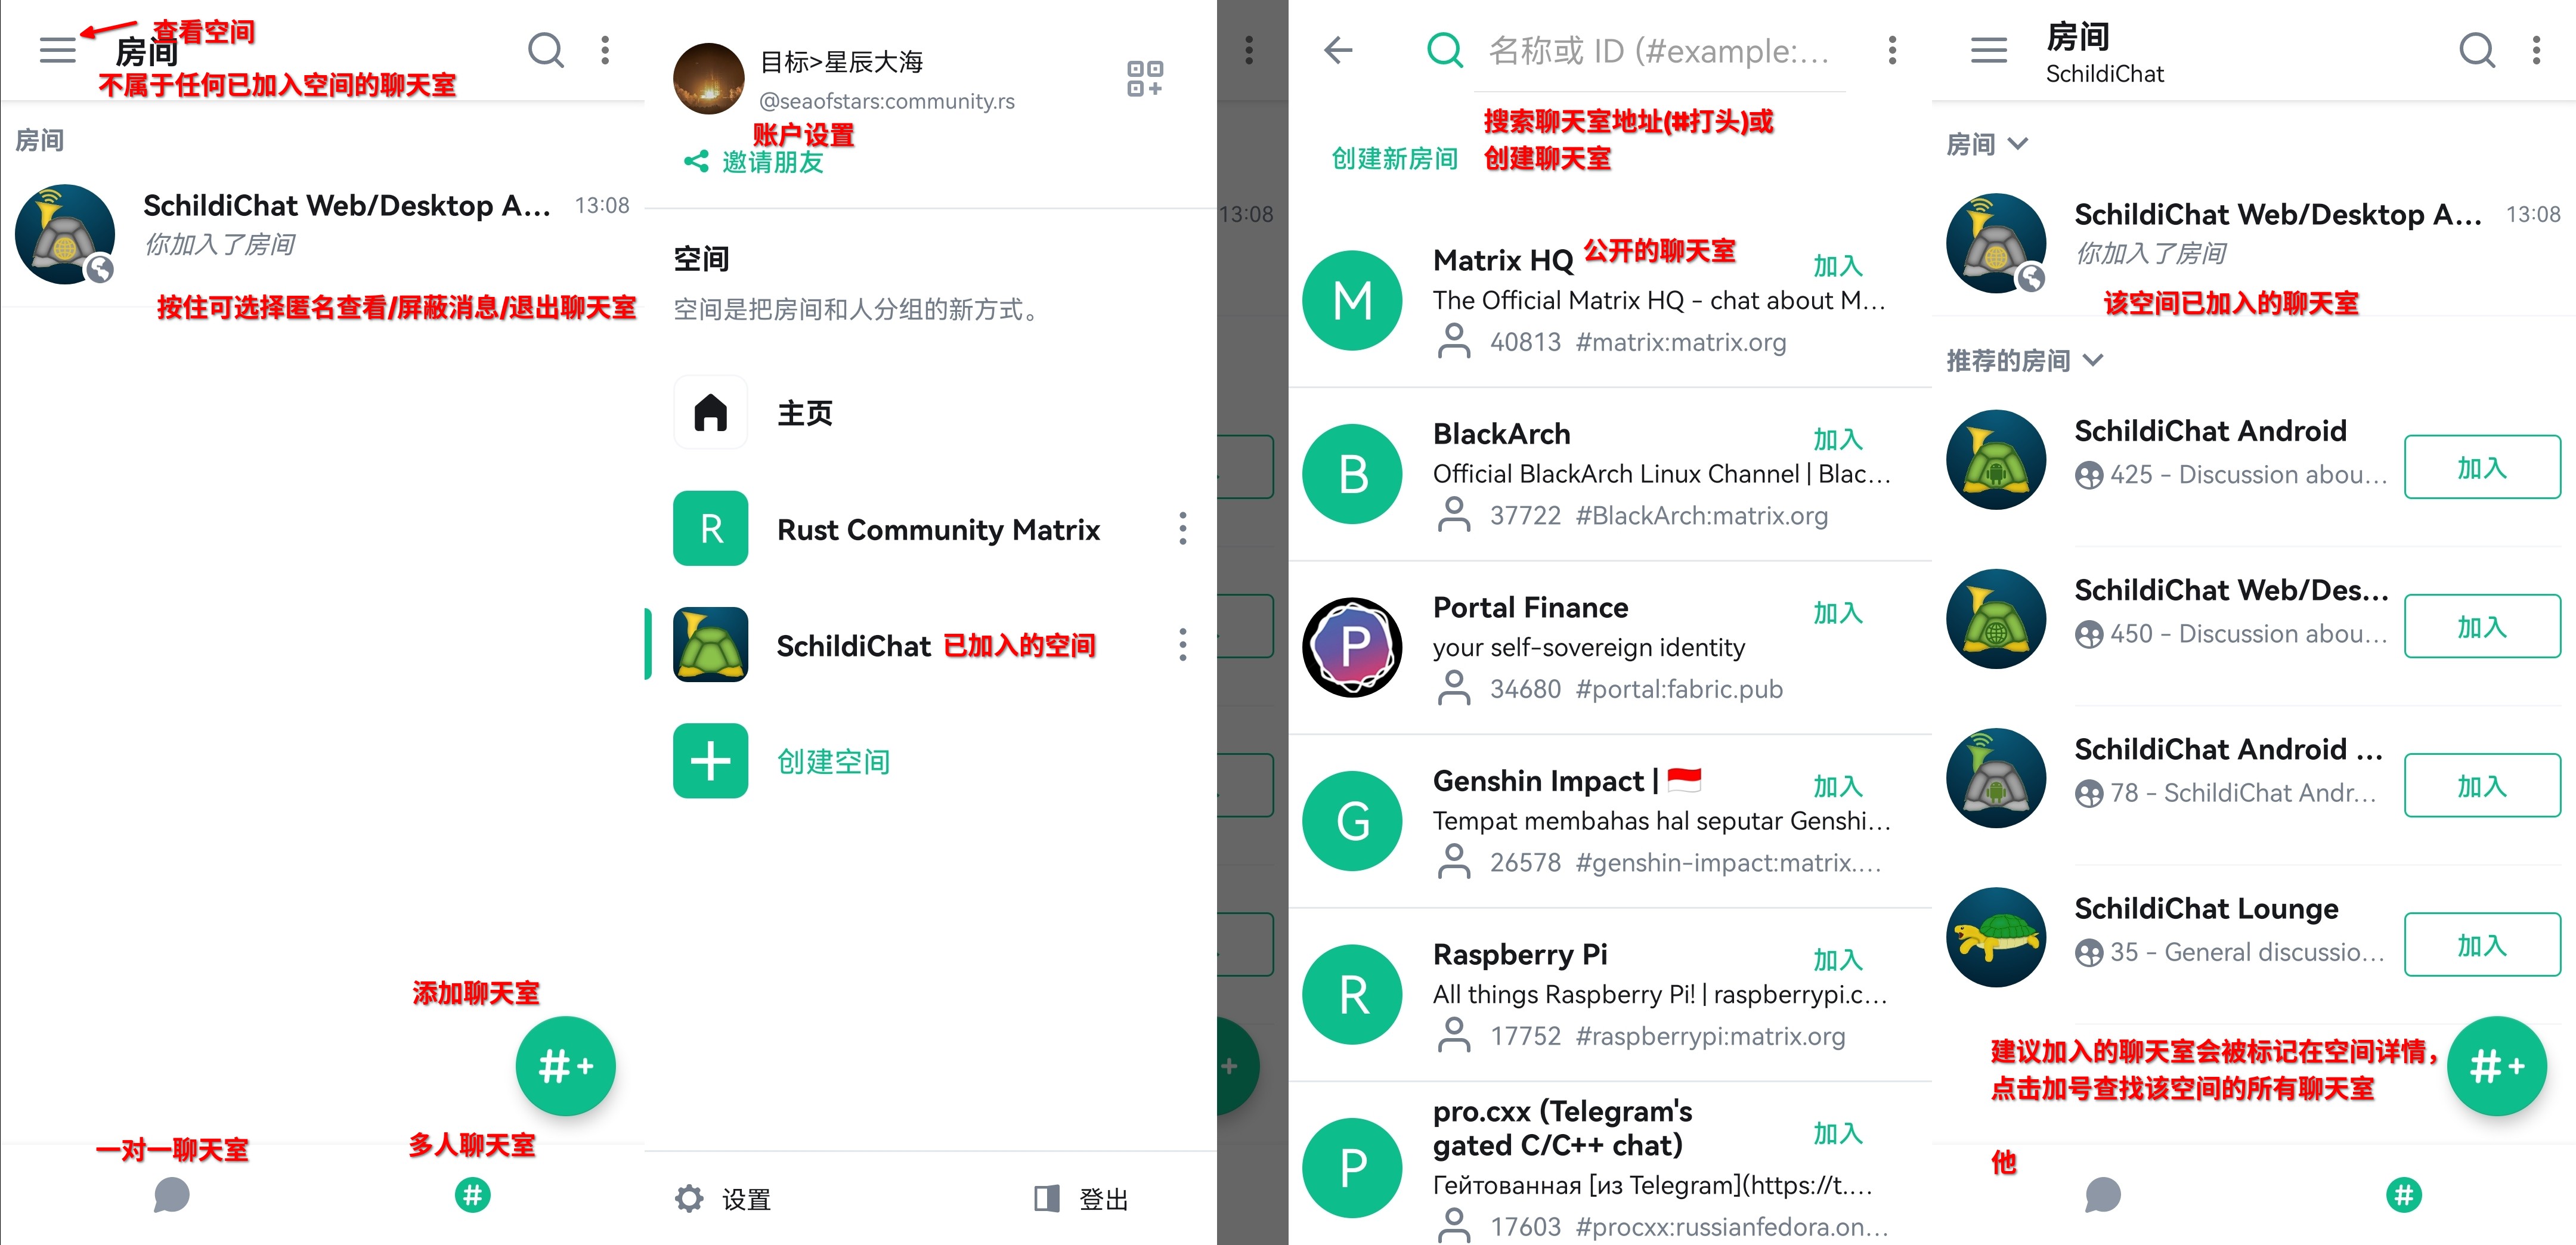 查看空间
房间
不属于任何已加入空间的聊天室
房间
SchildiChat Web/Desktop A...
13:08
你加入了房间
按住可选择匿名查看/屏蔽消息/退出聊天室
添加聊天室
#+
一对一聊天室
多人聊天室
#
目标>星辰大海
@seaofstars:community.rs
账户设置
邀请朋友
空间
空间是把房间和人分组的新方式。
主页
R
Rust Community Matrix
SchildiChat
已加入的空间
创建空间
设置
登出
13:08
名称或 ID (#example:...
搜索聊天室地址(#打头)或
创建新房间
创建聊天室
M
Matrix HQ
公开的聊天室
加入
The Official Matrix HQ - chat about M...
40813 #matrix:matrix.org
B
BlackArch
加入
Official BlackArch Linux Channel | Blac...
37722 #BlackArch:matrix.org
P
Portal Finance
加入
your self-sovereign identity
34680 #portal:fabric.pub
G
Genshin Impact | 🇮🇩
加入
Tempat membahas hal seputar Genshi...
26578 #genshin-impact:matrix....
R
Raspberry Pi
加入
All things Raspberry Pi! | raspberrypi.c...
17752 #raspberrypi:matrix.org
P
pro.cxx (Telegram's
gated C/C++ chat)
加入
Гейтованная [из Telegram](https://t....
17603 #procxx:russianfedora.on...
房间
SchildiChat
房间
SchildiChat Web/Desktop A...
13:08
你加入了房间
该空间已加入的聊天室
推荐的房间
SchildiChat Android
425 - Discussion abou...
加入
SchildiChat Web/Des...
450 - Discussion abou...
加入
SchildiChat Android ...
78 - SchildiChat Andr...
加入
SchildiChat Lounge
35 - General discussio...
加入
建议加入的聊天室会被标记在空间详情，
点击加号查找该空间的所有聊天室
#+
他
#